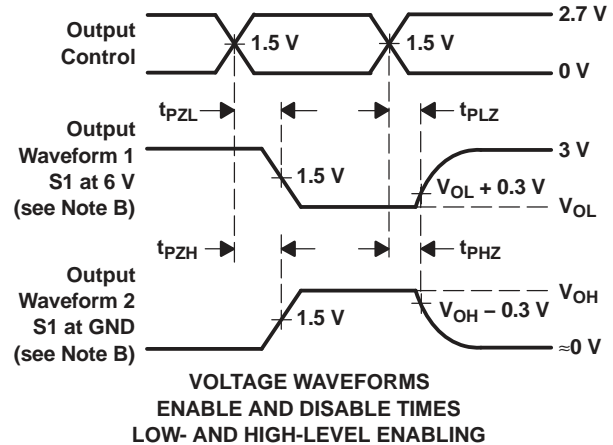 Output
Control
1.5 V
1.5 V
2.7 V
0 V
tPZL
tPLZ
Output
Waveform 1
S1 at 6 V
(see Note B)
1.5 V
3 V
VOL + 0.3 V
VOL
tPZH
tPHZ
Output
Waveform 2
S1 at GND
(see Note B)
1.5 V
VOH
VOH − 0.3 V
≈0 V
VOLTAGE WAVEFORMS
ENABLE AND DISABLE TIMES
LOW- AND HIGH-LEVEL ENABLING